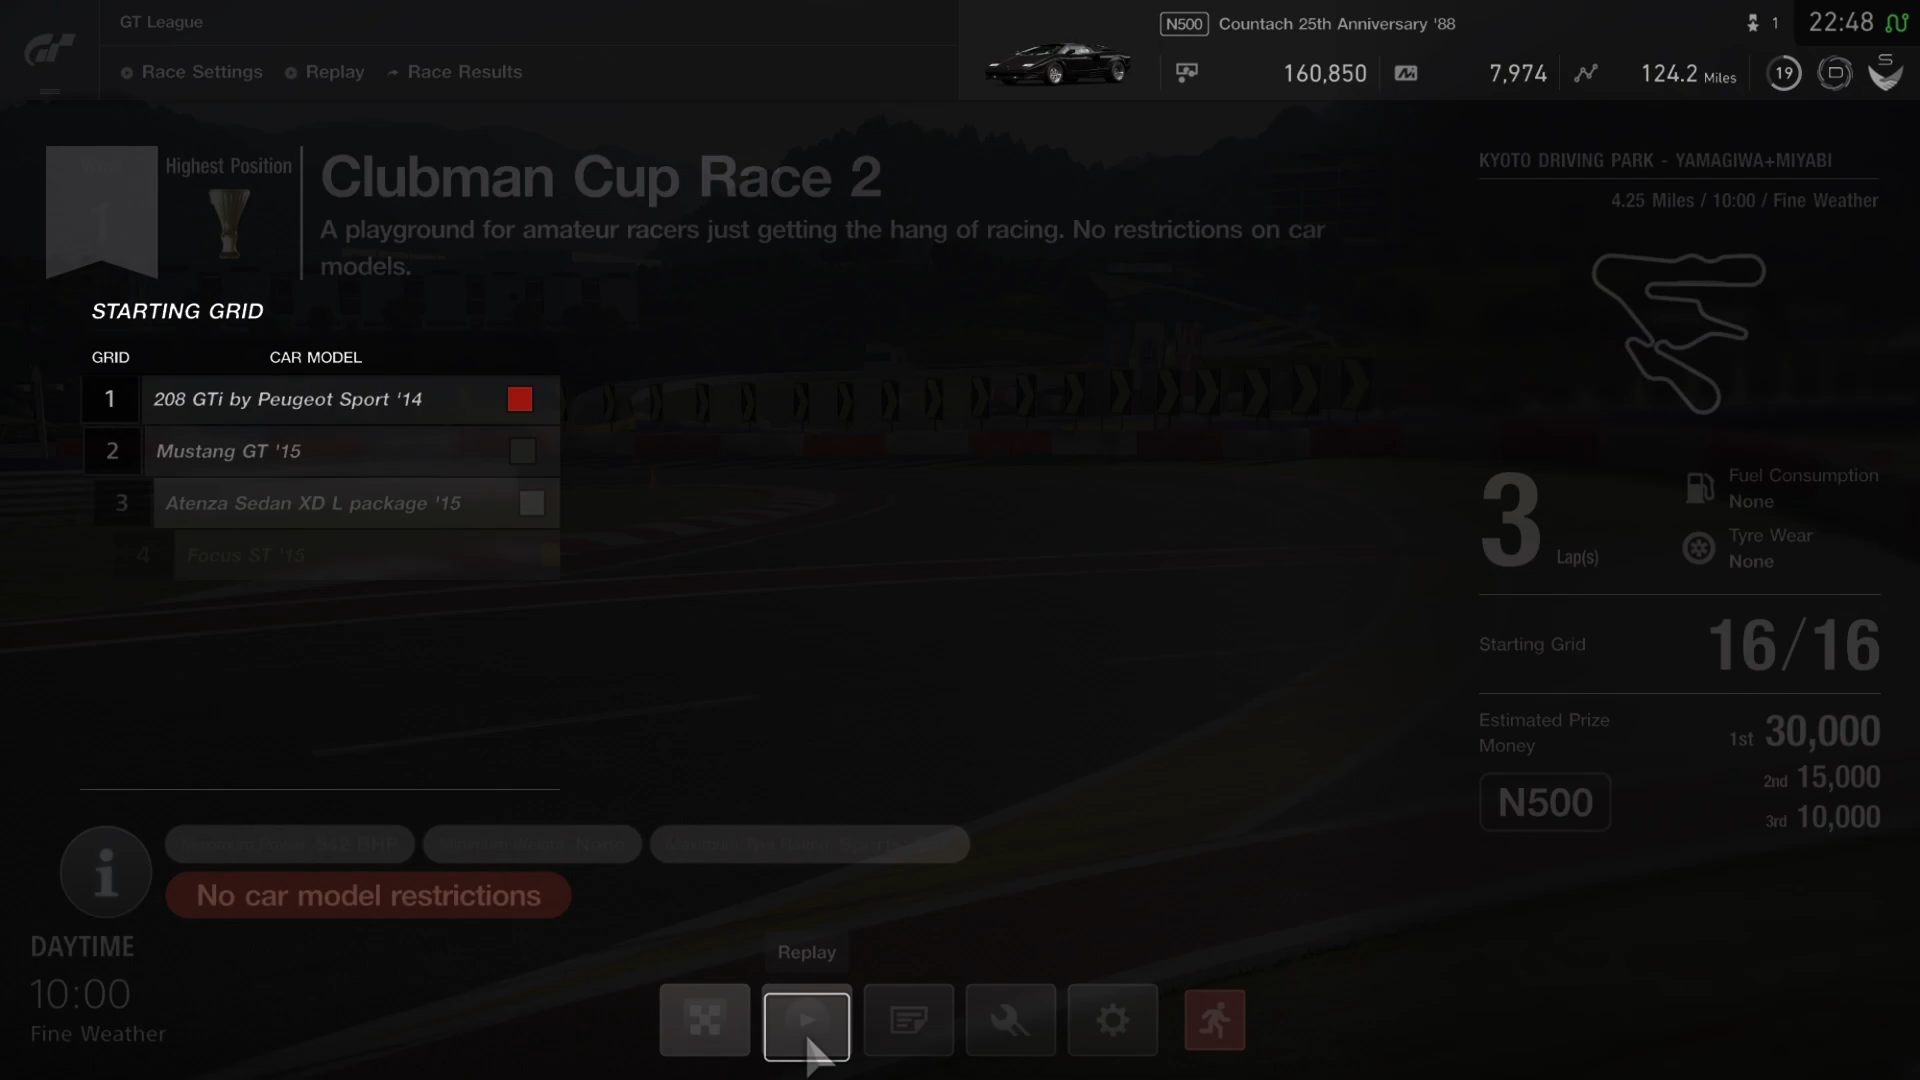 GT League
N500 Countach 25th Anniversary '88
1
22:48
Race Settings Replay Race Results
160,850
7,974
124.2 Miles
19
D
S
1
Highest Position
Clubman Cup Race 2
A playground for amateur racers just getting the hang of racing. No restrictions on car
models.
KYOTO DRIVING PARK - YAMAGIWA+MIYABI
4.25 Miles / 10:00 / Fine Weather
STARTING GRID
GRID CAR MODEL
1 208 GTi by Peugeot Sport '14
2 Mustang GT '15
3 Atenza Sedan XD L package '15
4 Focus ST '15
3 Lap(s)
Fuel Consumption
None
Tyre Wear
None
Starting Grid 16/16
Estimated Prize
Money
1st 30,000
2nd 15,000
3rd 10,000
N500
Maximum Power 542 BHP
None
No car model restrictions
DAYTIME
10:00
Fine Weather
Replay